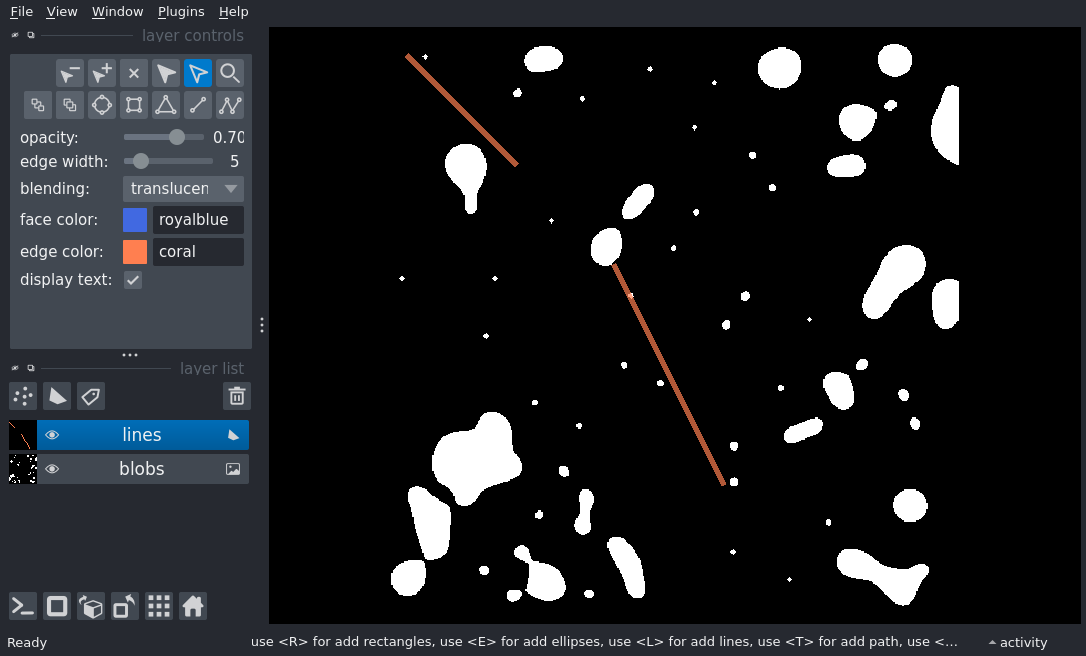 File View Window Plugins Help
layer controls
opacity: 0.70
edge width: 5
blending: translucen
face color: royalblue
edge color: coral
display text:
layer list
lines
blobs
Ready use <R> for add rectangles, use <E> for add ellipses, use <L> for add lines, use <T> for add path, use <... activity